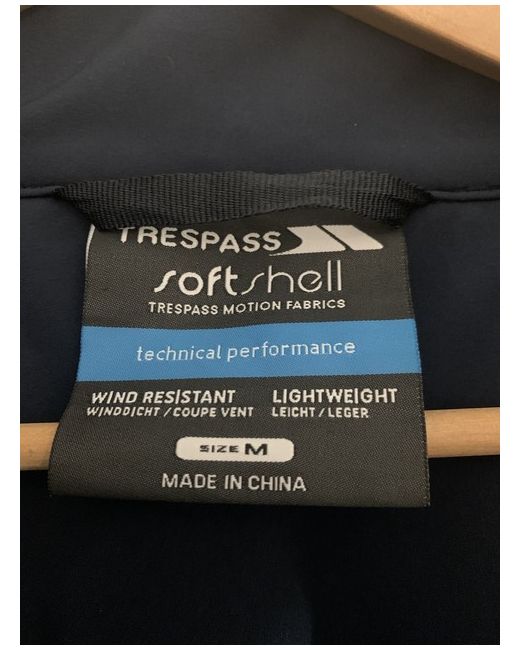 TRESPASS
softshell
TRESPASS MOTION FABRICS
technical performance
WIND RESISTANT LIGHTWEIGHT
WINDDICHT / COUPE VENT LEICHT / LEGER
SIZE M
MADE IN CHINA